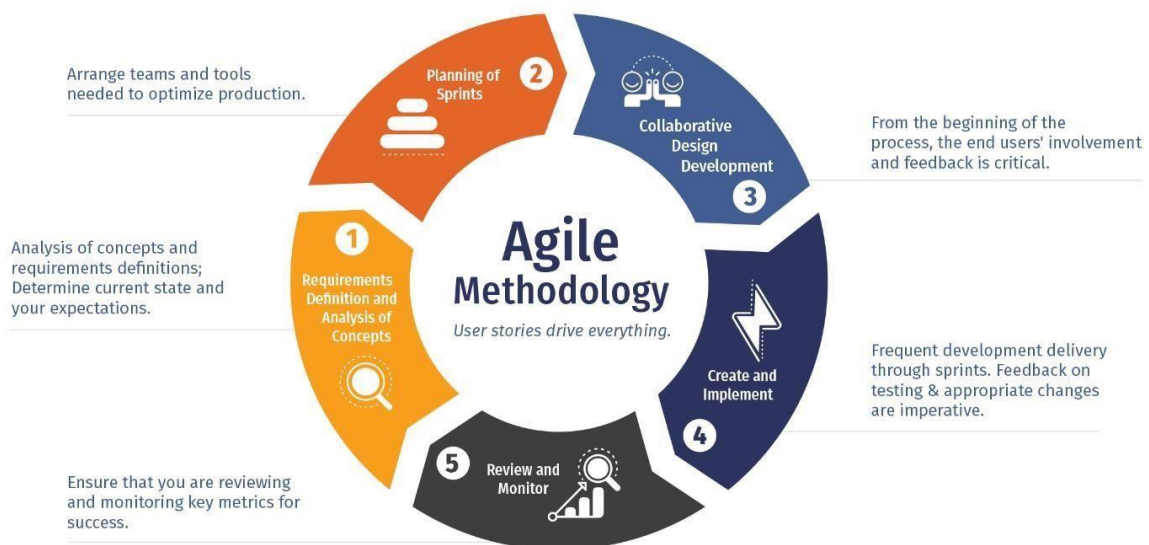 Agile
Methodology
User stories drive everything.
1
Requirements
Definition and
Analysis of
Concepts
Analysis of concepts and
requirements definitions;
Determine current state and
your expectations.
Planning of
Sprints
2
Arrange teams and tools
needed to optimize production.
Collaborative
Design
Development
3
From the beginning of the
process, the end users' involvement
and feedback is critical.
Create and
Implement
4
Frequent development delivery
through sprints. Feedback on
testing & appropriate changes
are imperative.
5
Review and
Monitor
Ensure that you are reviewing
and monitoring key metrics for
success.